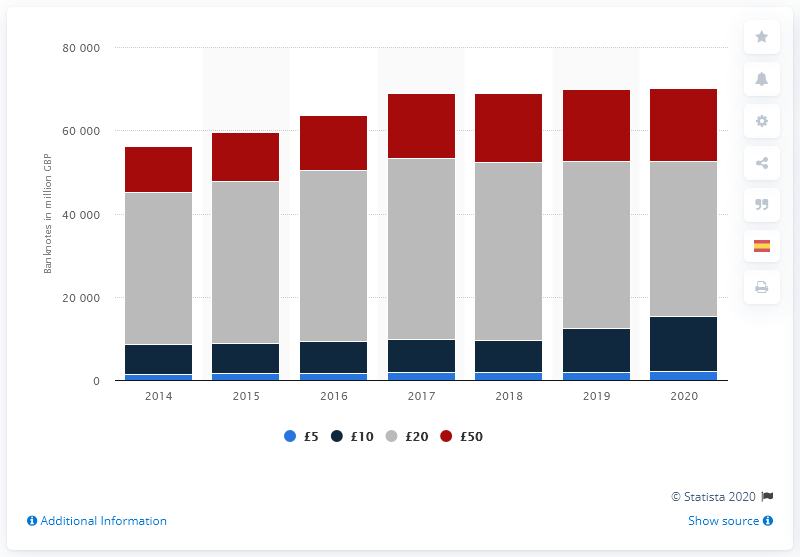 80 000
60 000
40 000
20 000
0
Banknotes in million GBP
2014 2015 2016 2017 2018 2019 2020
£5 £10 £20 £50
© Statista 2020
Additional Information
Show source